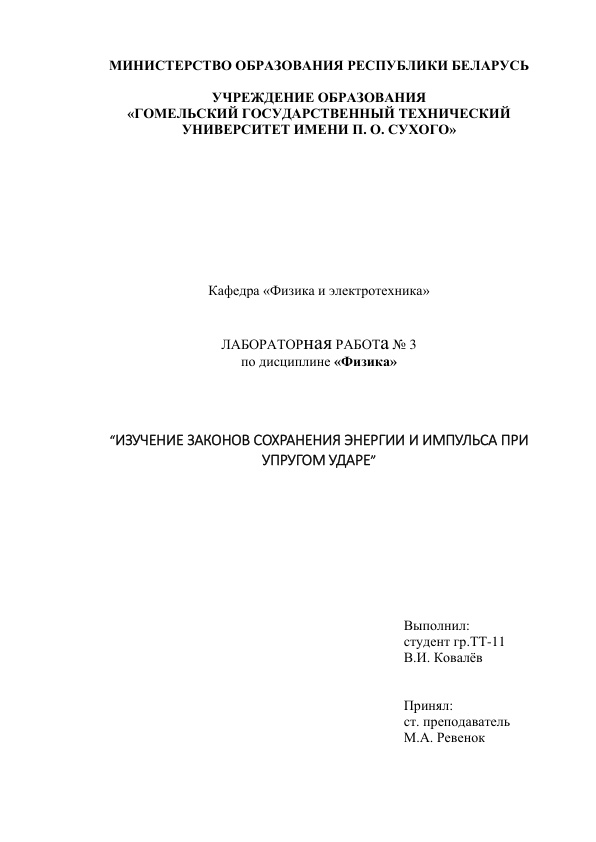 МИНИСТЕРСТВО ОБРАЗОВАНИЯ РЕСПУБЛИКИ БЕЛАРУСЬ
УЧРЕЖДЕНИЕ ОБРАЗОВАНИЯ
«ГОМЕЛЬСКИЙ ГОСУДАРСТВЕННЫЙ ТЕХНИЧЕСКИЙ
УНИВЕРСИТЕТ ИМЕНИ П. О. СУХОГО»
Кафедра «Физика и электротехника»
ЛАБОРАТОРная РАБОТа № 3
по дисциплине «Физика»
“ИЗУЧЕНИЕ ЗАКОНОВ СОХРАНЕНИЯ ЭНЕРГИИ И ИМПУЛЬСА ПРИ
УПРУГОМ УДАРЕ”
Выполнил:
студент гр.ТТ-11
В.И. Ковалёв
Принял:
ст. преподаватель
М.А. Ревенок